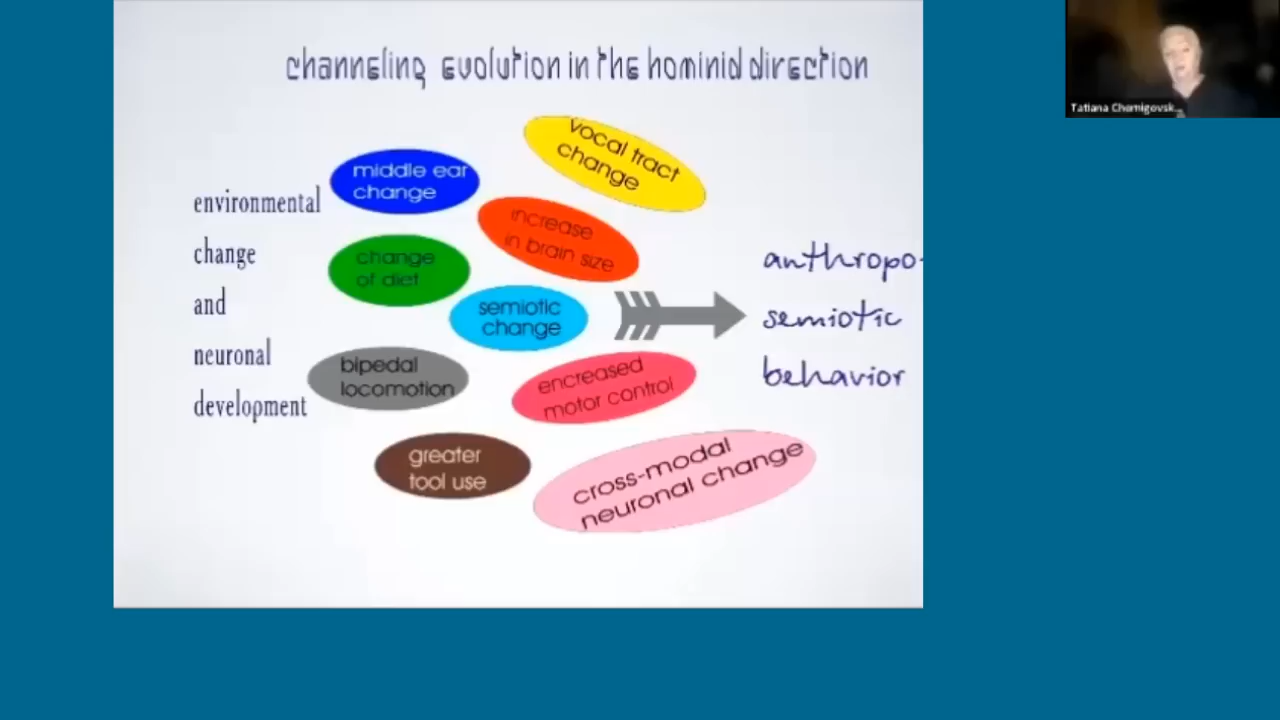 channeling evolution in the hominid direction
Tatiana Chernigovsk...
vocal tract
change
middle ear
change
environmental
change
and
neuronal
development
increase
in brain size
change
of diet
semiotic
change
anthropo-
semiotic
behavior
bipedal
locomotion
encreased
motor control
greater
tool use
cross-modal
neuronal change